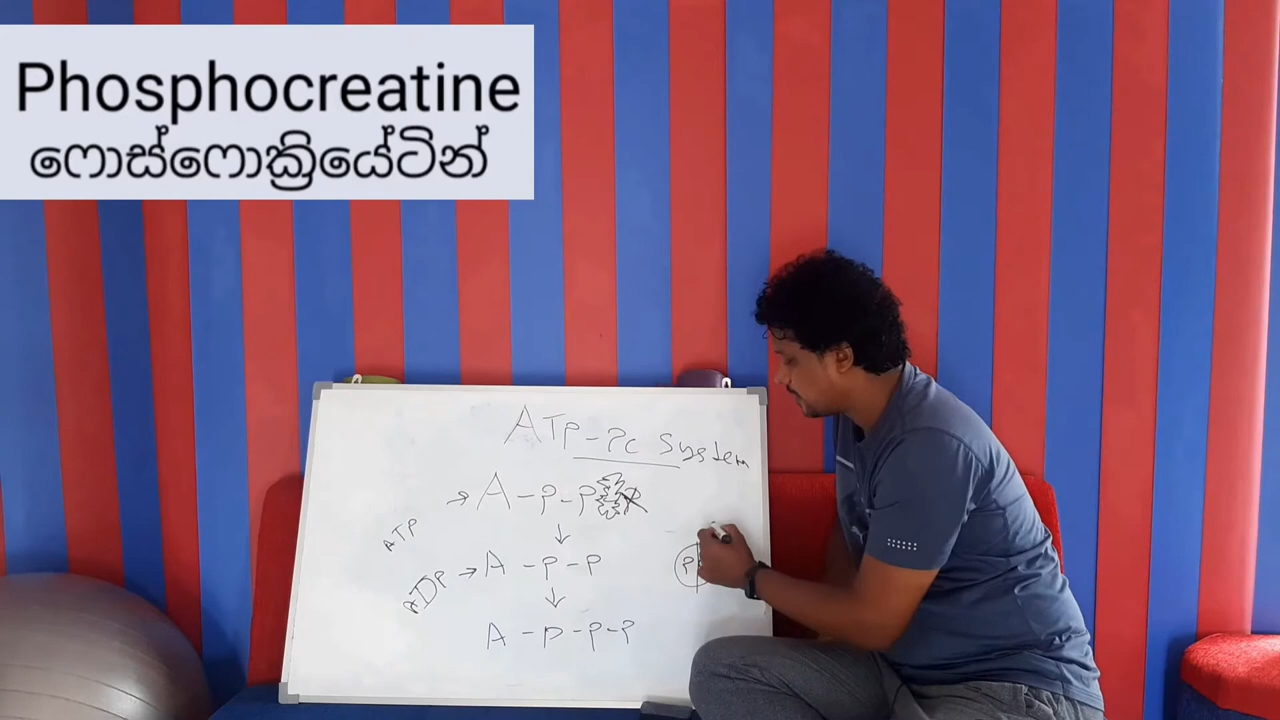 Phosphocreatine
ෆොස්ෆොක්‍රියේටින්
ATP-PC System
→ A-P-P P
ATP
↓
ADP → A-P-P
P
↓
A-P-P-P